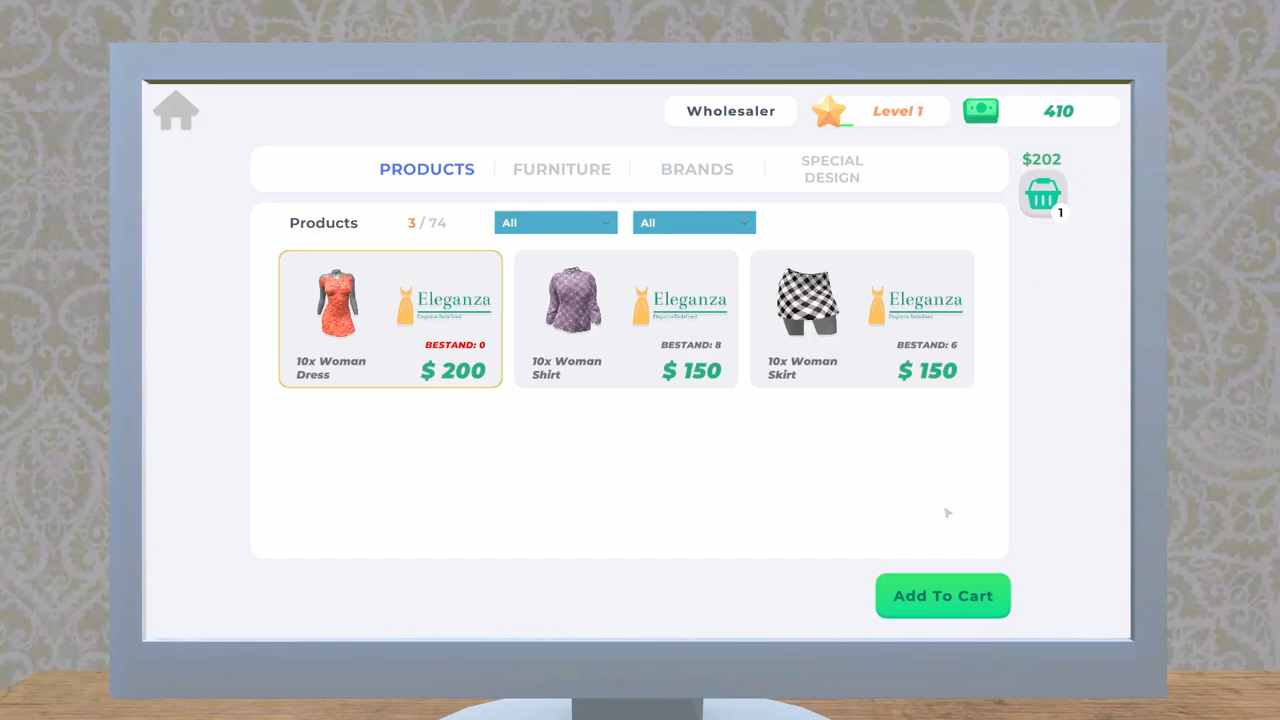 Wholesaler
Level 1
410
PRODUCTS
FURNITURE
BRANDS
SPECIAL
DESIGN
$202
1
Products
3 / 74
All
All
Eleganza
BESTAND: 0
10x Woman
Dress
$ 200
Eleganza
BESTAND: 8
10x Woman
Shirt
$ 150
Eleganza
BESTAND: 6
10x Woman
Skirt
$ 150
Add To Cart